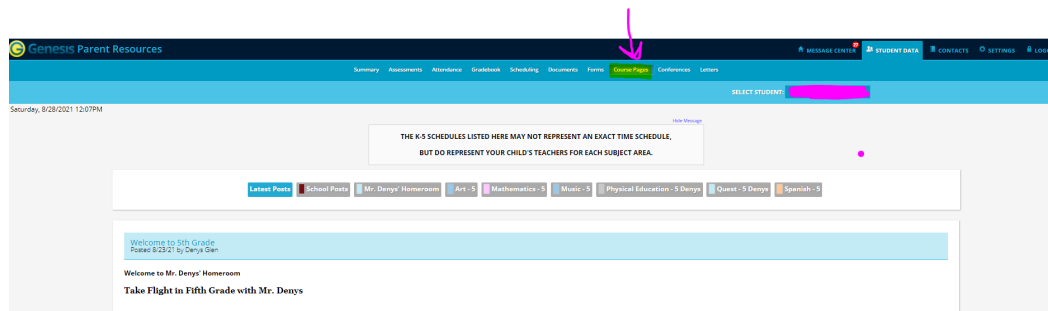 Genesis Parent Resources
MESSAGE CENTER 27 STUDENT DATA CONTACTS SETTINGS LOG
Summary Assessments Attendance Gradebook Scheduling Documents Forms Course Pages Conferences Letters
SELECT STUDENT:
Saturday, 8/28/2021 12:07PM
Hide Message
THE K-5 SCHEDULES LISTED HERE MAY NOT REPRESENT AN EXACT TIME SCHEDULE,
BUT DO REPRESENT YOUR CHILD'S TEACHERS FOR EACH SUBJECT AREA.
Latest Posts School Posts Mr. Denys' Homeroom Art - 5 Mathematics - 5 Music - 5 Physical Education - 5 Denys Quest - 5 Denys Spanish - 5
Welcome to 5th Grade
Posted 8/23/21 by Denys Glen
Welcome to Mr. Denys' Homeroom
Take Flight in Fifth Grade with Mr. Denys